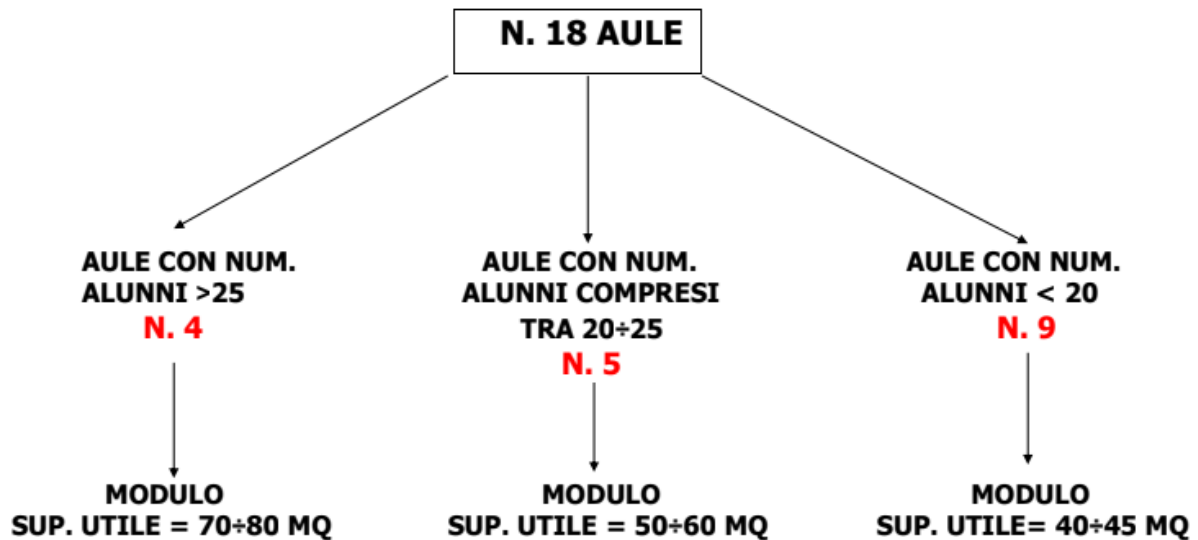 N. 18 AULE
AULE CON NUM.
ALUNNI >25
N. 4
AULE CON NUM.
ALUNNI COMPRESI
TRA 20÷25
N. 5
AULE CON NUM.
ALUNNI < 20
N. 9
MODULO
SUP. UTILE = 70÷80 MQ
MODULO
SUP. UTILE = 50÷60 MQ
MODULO
SUP. UTILE= 40÷45 MQ